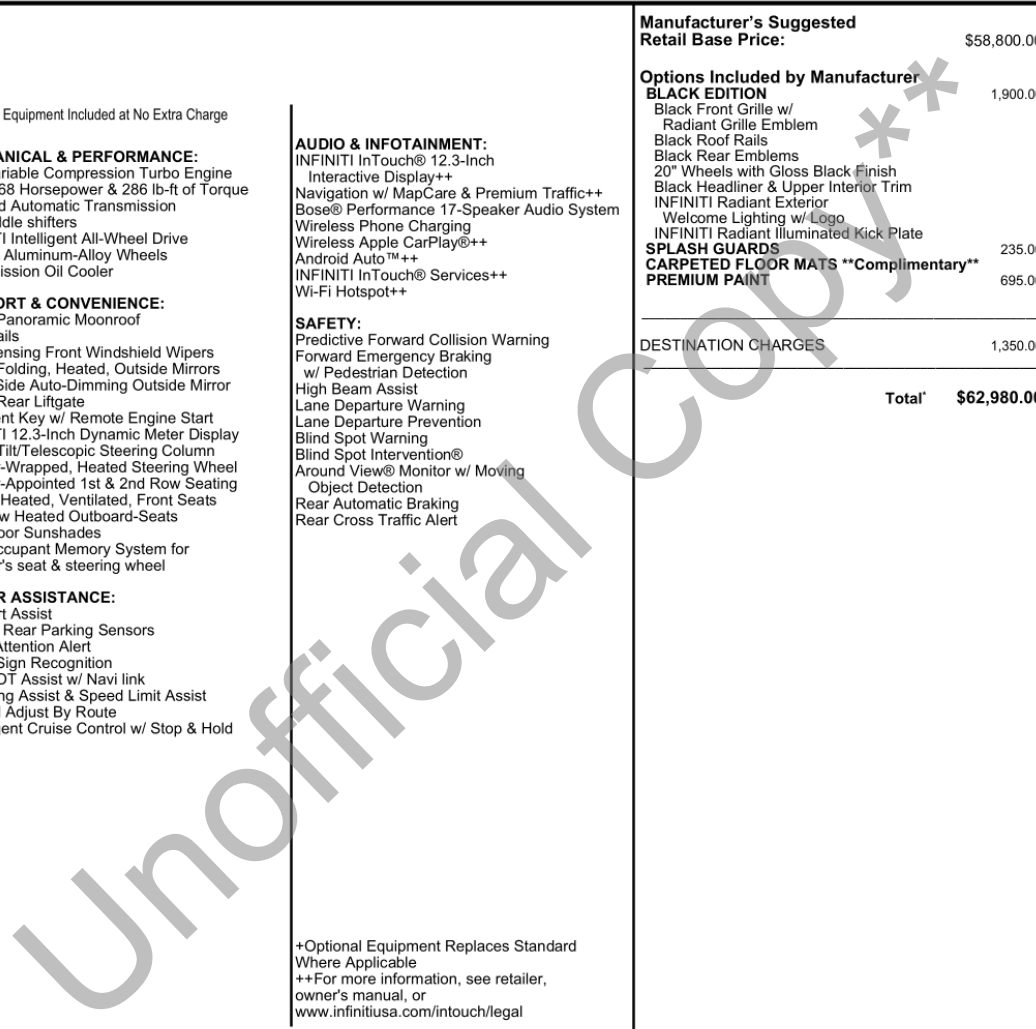 Equipment Included at No Extra Charge
ANICAL & PERFORMANCE:
riable Compression Turbo Engine
68 Horsepower & 286 lb-ft of Torque
d Automatic Transmission
ddle shifters
TI Intelligent All-Wheel Drive
Aluminum-Alloy Wheels
ission Oil Cooler
ORT & CONVENIENCE:
Panoramic Moonroof
ails
ensing Front Windshield Wipers
Folding, Heated, Outside Mirrors
Side Auto-Dimming Outside Mirror
Rear Liftgate
ent Key w/ Remote Engine Start
TI 12.3-Inch Dynamic Meter Display
Tilt/Telescopic Steering Column
r-Wrapped, Heated Steering Wheel
r-Appointed 1st & 2nd Row Seating
Heated, Ventilated, Front Seats
w Heated Outboard-Seats
oor Sunshades
ccupant Memory System for
r's seat & steering wheel
R ASSISTANCE:
rt Assist
Rear Parking Sensors
Attention Alert
Sign Recognition
OT Assist w/ Navi link
ng Assist & Speed Limit Assist
l Adjust By Route
gent Cruise Control w/ Stop & Hold
AUDIO & INFOTAINMENT:
INFINITI InTouch® 12.3-Inch
Interactive Display++
Navigation w/ MapCare & Premium Traffic++
Bose® Performance 17-Speaker Audio System
Wireless Phone Charging
Wireless Apple CarPlay®++
Android Auto™++
INFINITI InTouch® Services++
Wi-Fi Hotspot++
SAFETY:
Predictive Forward Collision Warning
Forward Emergency Braking
w/ Pedestrian Detection
High Beam Assist
Lane Departure Warning
Lane Departure Prevention
Blind Spot Warning
Blind Spot Intervention®
Around View® Monitor w/ Moving
Object Detection
Rear Automatic Braking
Rear Cross Traffic Alert
+Optional Equipment Replaces Standard
Where Applicable
++For more information, see retailer,
owner's manual, or
www.infinitiusa.com/intouch/legal
Manufacturer's Suggested
Retail Base Price: $58,800.00
Options Included by Manufacturer
BLACK EDITION 1,900.00
Black Front Grille w/
Radiant Grille Emblem
Black Roof Rails
Black Rear Emblems
20" Wheels with Gloss Black Finish
Black Headliner & Upper Interior Trim
INFINITI Radiant Exterior
Welcome Lighting w/ Logo
INFINITI Radiant Illuminated Kick Plate
SPLASH GUARDS 235.00
CARPETED FLOOR MATS **Complimentary**
PREMIUM PAINT 695.00
DESTINATION CHARGES 1,350.00
Total* $62,980.00
Unofficial Copy**